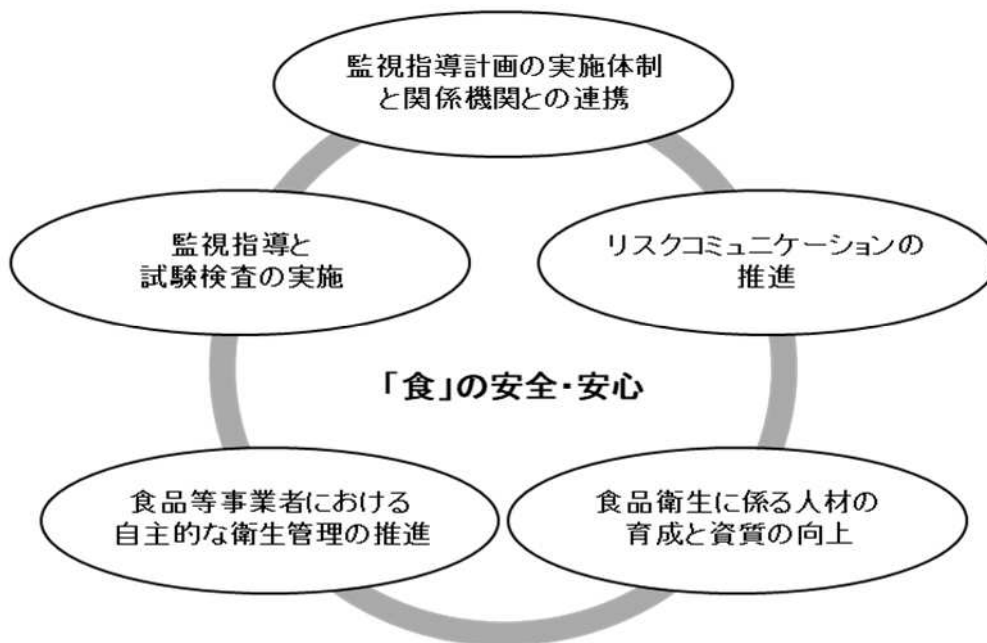 監視指導計画の実施体制
と関係機関との連携
監視指導と
試験検査の実施
リスクコミュニケーションの
推進
「食」の安全・安心
食品等事業者における
自主的な衛生管理の推進
食品衛生に係る人材の
育成と資質の向上